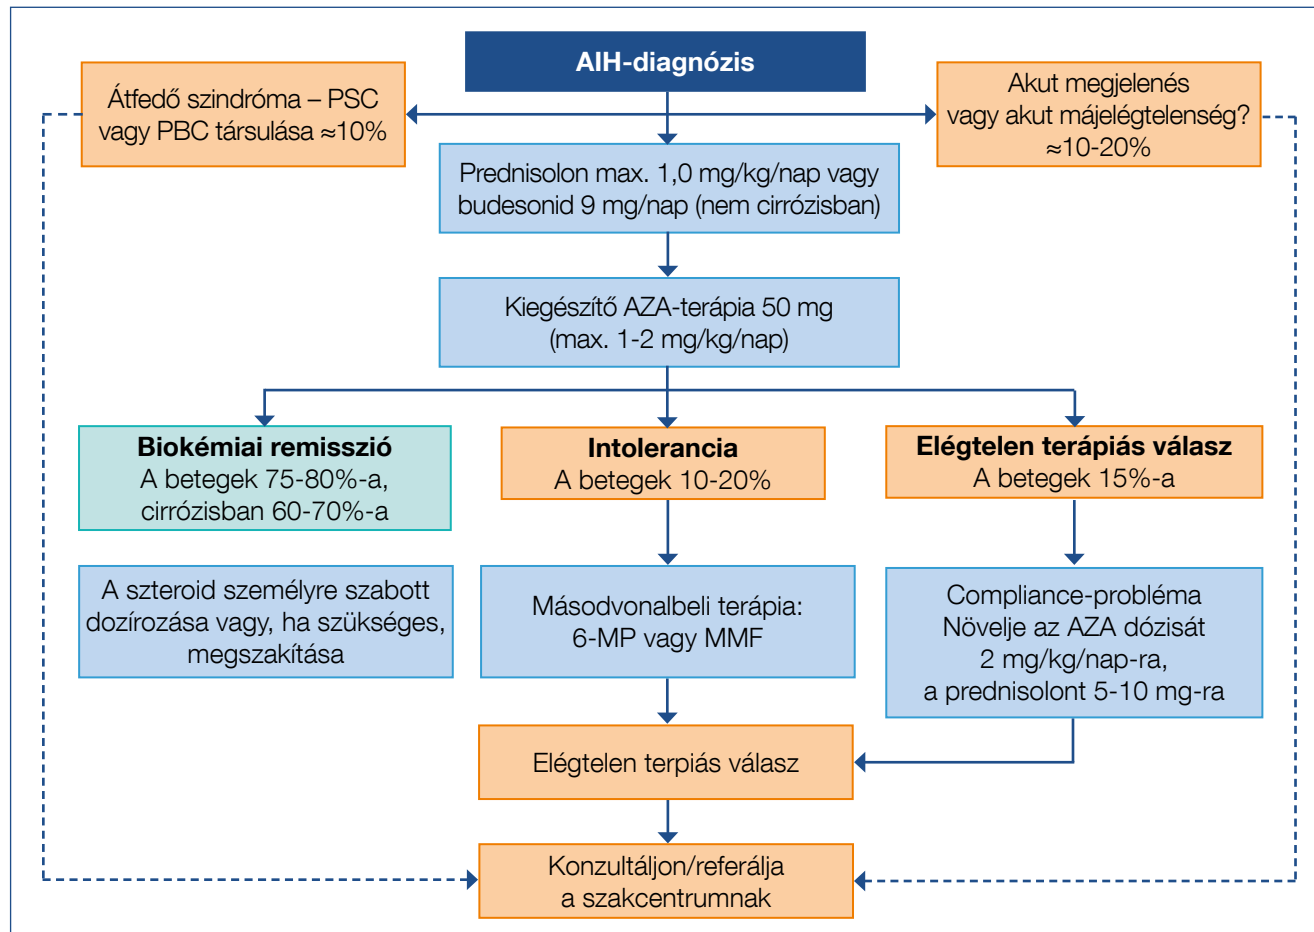 AIH-diagnózis
Átfedő szindróma – PSC
vagy PBC társulása ≈10%
Akut megjelenés
vagy akut májelégtelenség?
≈10-20%
Prednisolon max. 1,0 mg/kg/nap vagy
budesonid 9 mg/nap (nem cirrózisban)
Kiegészítő AZA-terápia 50 mg
(max. 1-2 mg/kg/nap)
Biokémiai remisszió
A betegek 75-80%-a,
cirrózisban 60-70%-a
Intolerancia
A betegek 10-20%
Elégtelen terápiás válasz
A betegek 15%-a
A szteroid személyre szabott
dozírozása vagy, ha szükséges,
megszakítása
Másodvonalbeli terápia:
6-MP vagy MMF
Compliance-probléma
Növelje az AZA dózisát
2 mg/kg/nap-ra,
a prednisolont 5-10 mg-ra
Elégtelen terpiás válasz
Konzultáljon/referálja
a szakcentrumnak